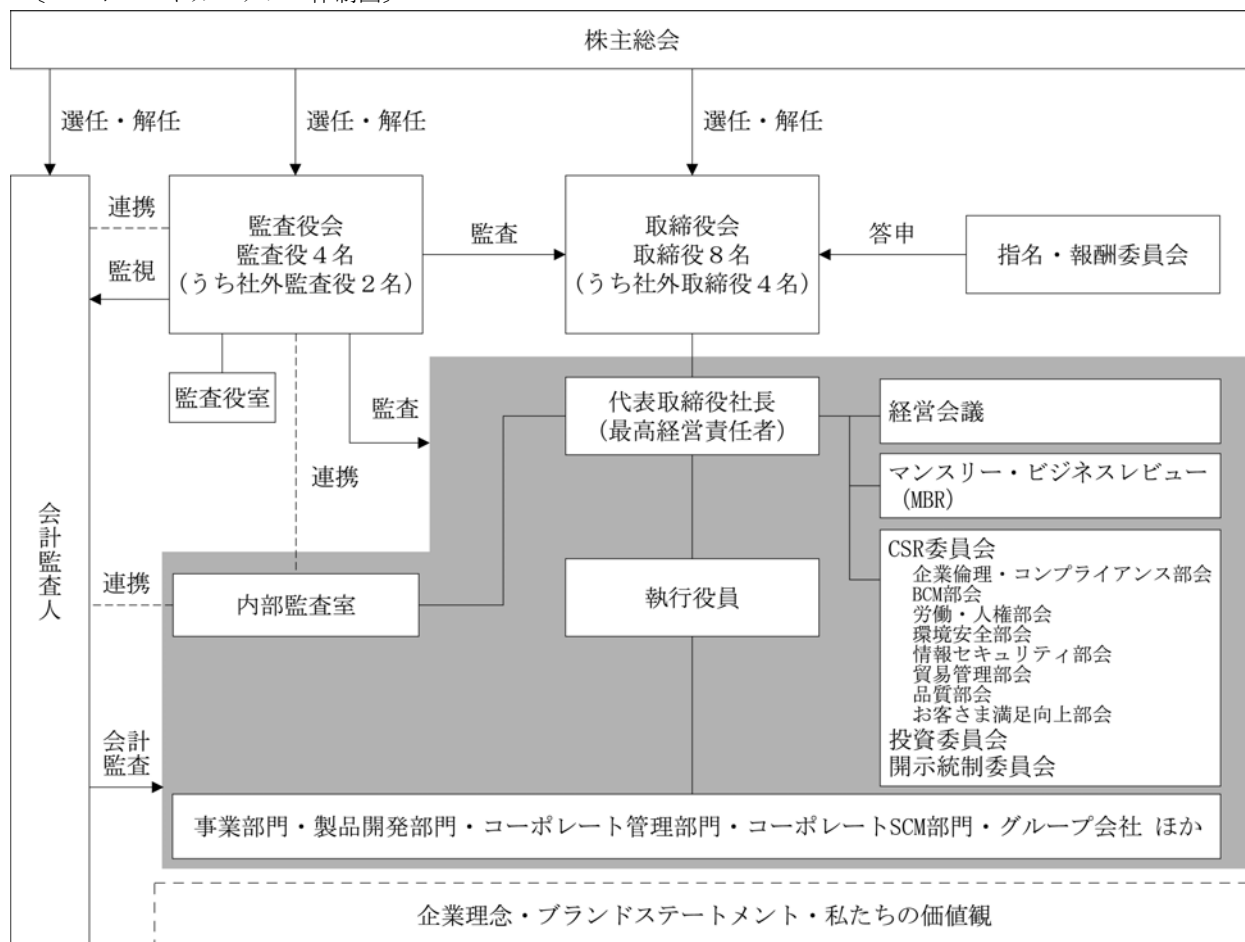 株主総会
選任・解任
選任・解任
選任・解任
連携
監視
監査役会
監査役4名
(うち社外監査役2名)
監査
取締役会
取締役8名
(うち社外取締役4名)
答申
指名・報酬委員会
監査役室
監査
連携
代表取締役社長
(最高経営責任者)
経営会議
マンスリー・ビジネスレビュー
(MBR)
CSR委員会
企業倫理・コンプライアンス部会
BCM部会
労働・人権部会
環境安全部会
情報セキュリティ部会
貿易管理部会
品質部会
お客さま満足向上部会
投資委員会
開示統制委員会
会計監査人
連携
内部監査室
執行役員
会計
監査
事業部門・製品開発部門・コーポレート管理部門・コーポレートSCM部門・グループ会社 ほか
企業理念・ブランドステートメント・私たちの価値観